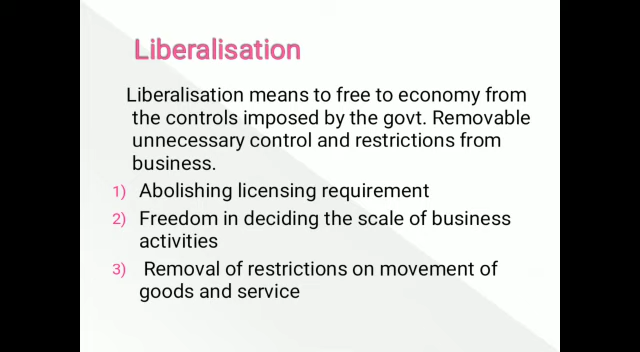 Liberalisation
Liberalisation means to free to economy from
the controls imposed by the govt. Removable
unnecessary control and restrictions from
business.
1) Abolishing licensing requirement
2) Freedom in deciding the scale of business
activities
3) Removal of restrictions on movement of
goods and service